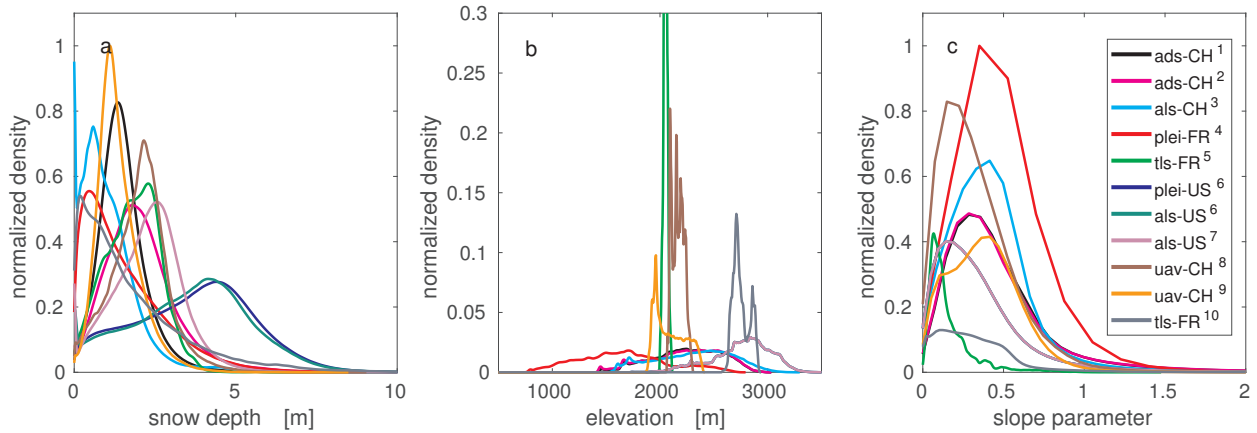 a
1
0.8
0.6
0.4
0.2
0
0 5 10
normalized density
snow depth [m]
b
0.3
0.25
0.2
0.15
0.1
0.05
0
1000 2000 3000
normalized density
elevation [m]
c
1
0.8
0.6
0.4
0.2
0
0 0.5 1 1.5 2
normalized density
slope parameter
ads-CH 1
ads-CH 2
als-CH 3
plei-FR 4
tls-FR 5
plei-US 6
als-US 6
als-US 7
uav-CH 8
uav-CH 9
tls-FR 10